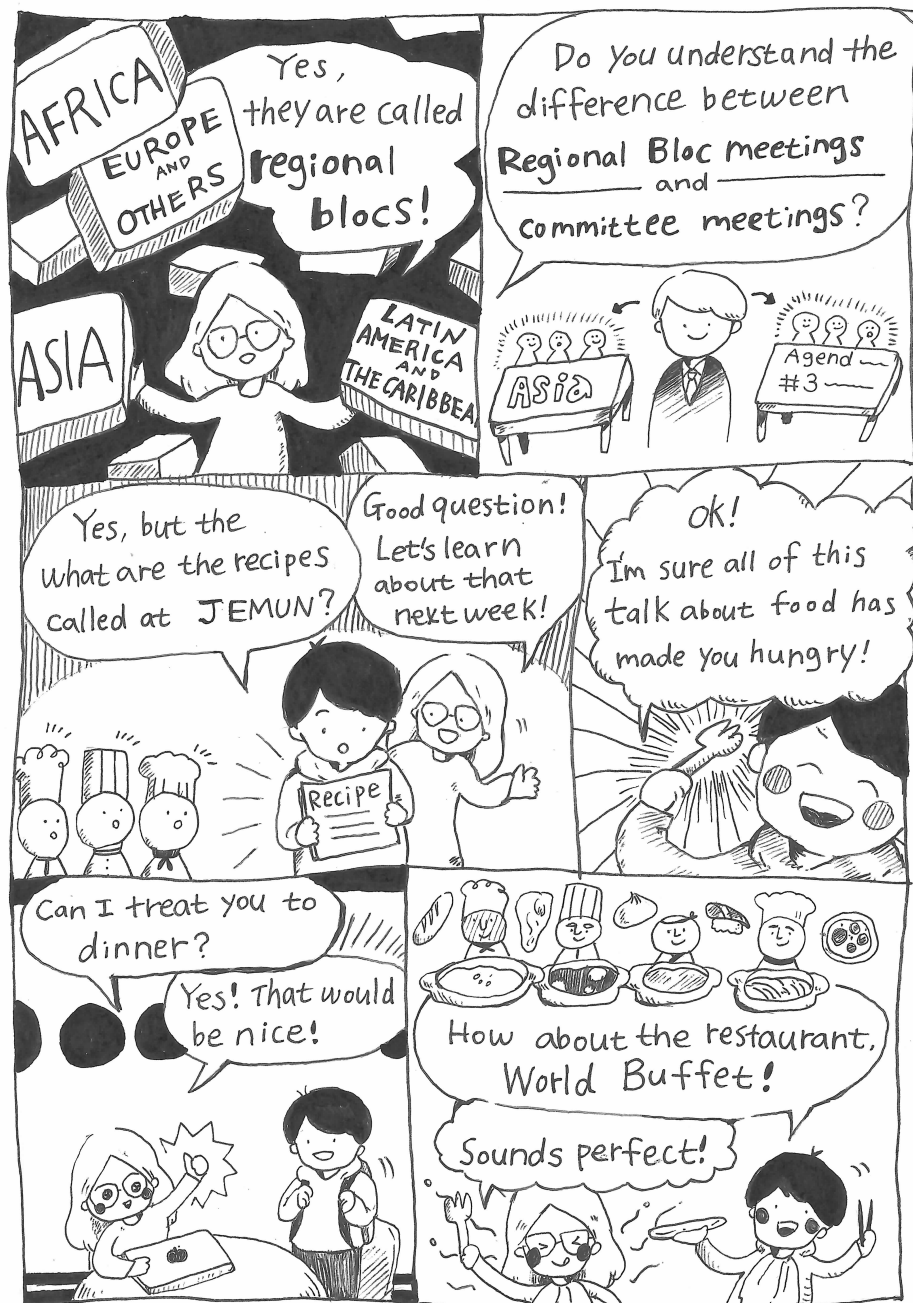 AFRICA
EUROPE
AND
OTHERS
Yes,
they are called
regional
blocs!
ASIA
LATIN
AMERICA
AND
THE CARIBBEA
Do you understand the
difference between
Regional Bloc meetings
and
committee meetings?
Asia
Agend
#3
Yes, but the
what are the recipes
called at JEMUN?
Good question!
Let's learn
about that
next week!
Recipe
OK!
I'm sure all of this
talk about food has
made you hungry!
Can I treat you to
dinner?
Yes! That would
be nice!
How about the restaurant,
World Buffet!
Sounds perfect!